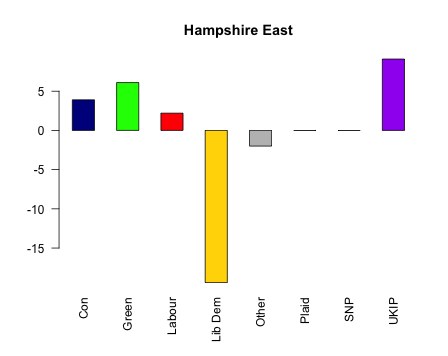 Hampshire East
5
0
-5
-10
-15
Con
Green
Labour
Lib Dem
Other
Plaid
SNP
UKIP